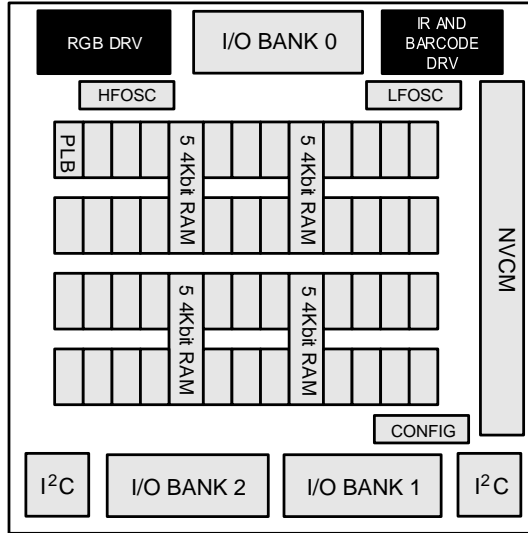 RGB DRV
I/O BANK 0
IR AND
BARCODE
DRV
HFOSC
LFOSC
PLB
5 4Kbit RAM
5 4Kbit RAM
NVCM
5 4Kbit RAM
5 4Kbit RAM
CONFIG
I²C
I/O BANK 2
I/O BANK 1
I²C